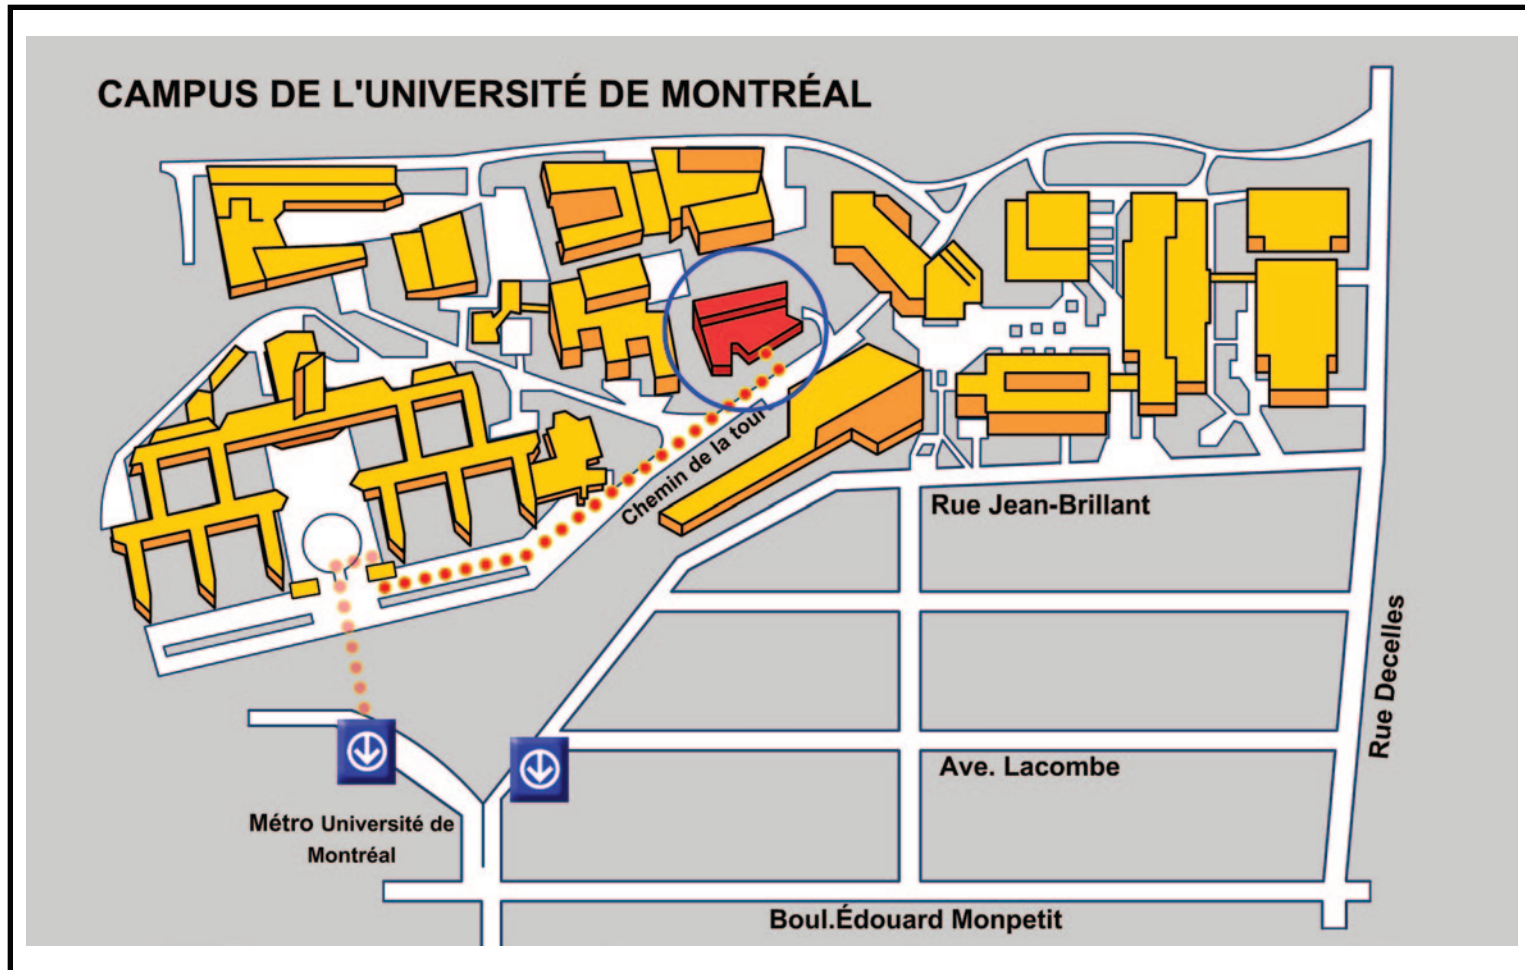 CAMPUS DE L'UNIVERSITÉ DE MONTRÉAL
Chemin de la tour
Rue Jean-Brillant
Rue Decelles
Ave. Lacombe
Métro Université de
Montréal
Boul.Édouard Monpetit